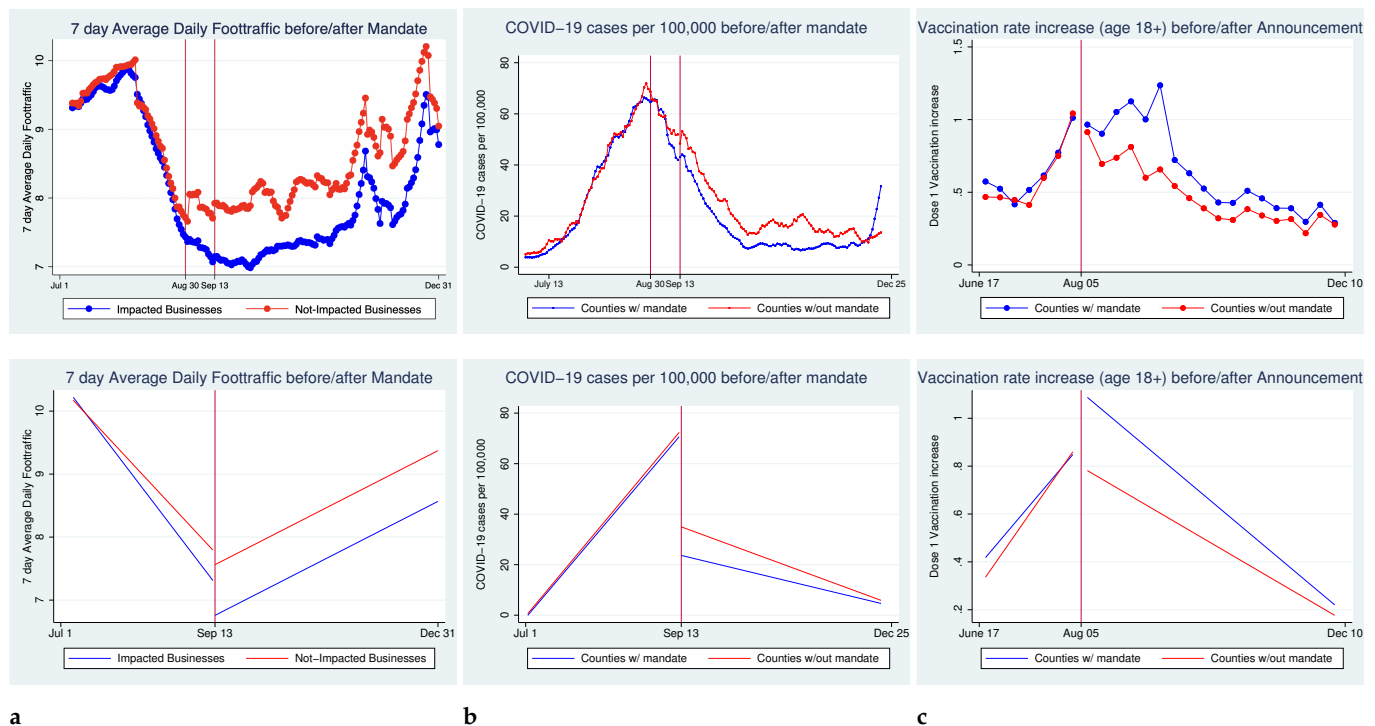 7 day Average Daily Foottraffic before/after Mandate
7 day Average Daily Foottraffic
10
9
8
7
Jul 1
Aug 30
Sep 13
Dec 31
Impacted Businesses
Not-Impacted Businesses
COVID-19 cases per 100,000 before/after mandate
COVID-19 cases per 100,000
80
60
40
20
0
July 13
Aug 30
Sep 13
Dec 25
Counties w/ mandate
Counties w/out mandate
Vaccination rate increase (age 18+) before/after Announcement
Dose 1 Vaccination increase
1.5
1
.5
0
June 17
Aug 05
Dec 10
Counties w/ mandate
Counties w/out mandate
7 day Average Daily Foottraffic before/after Mandate
7 day Average Daily Foottraffic
10
9
8
7
Jul 1
Sep 13
Dec 31
Impacted Businesses
Not-Impacted Businesses
COVID-19 cases per 100,000 before/after mandate
COVID-19 cases per 100,000
80
60
40
20
0
Jul 1
Sep 13
Dec 25
Counties w/ mandate
Counties w/out mandate
Vaccination rate increase (age 18+) before/after Announcement
Dose 1 Vaccination increase
1
.8
.6
.4
.2
June 17
Aug 05
Dec 10
Counties w/ mandate
Counties w/out mandate
a
b
c